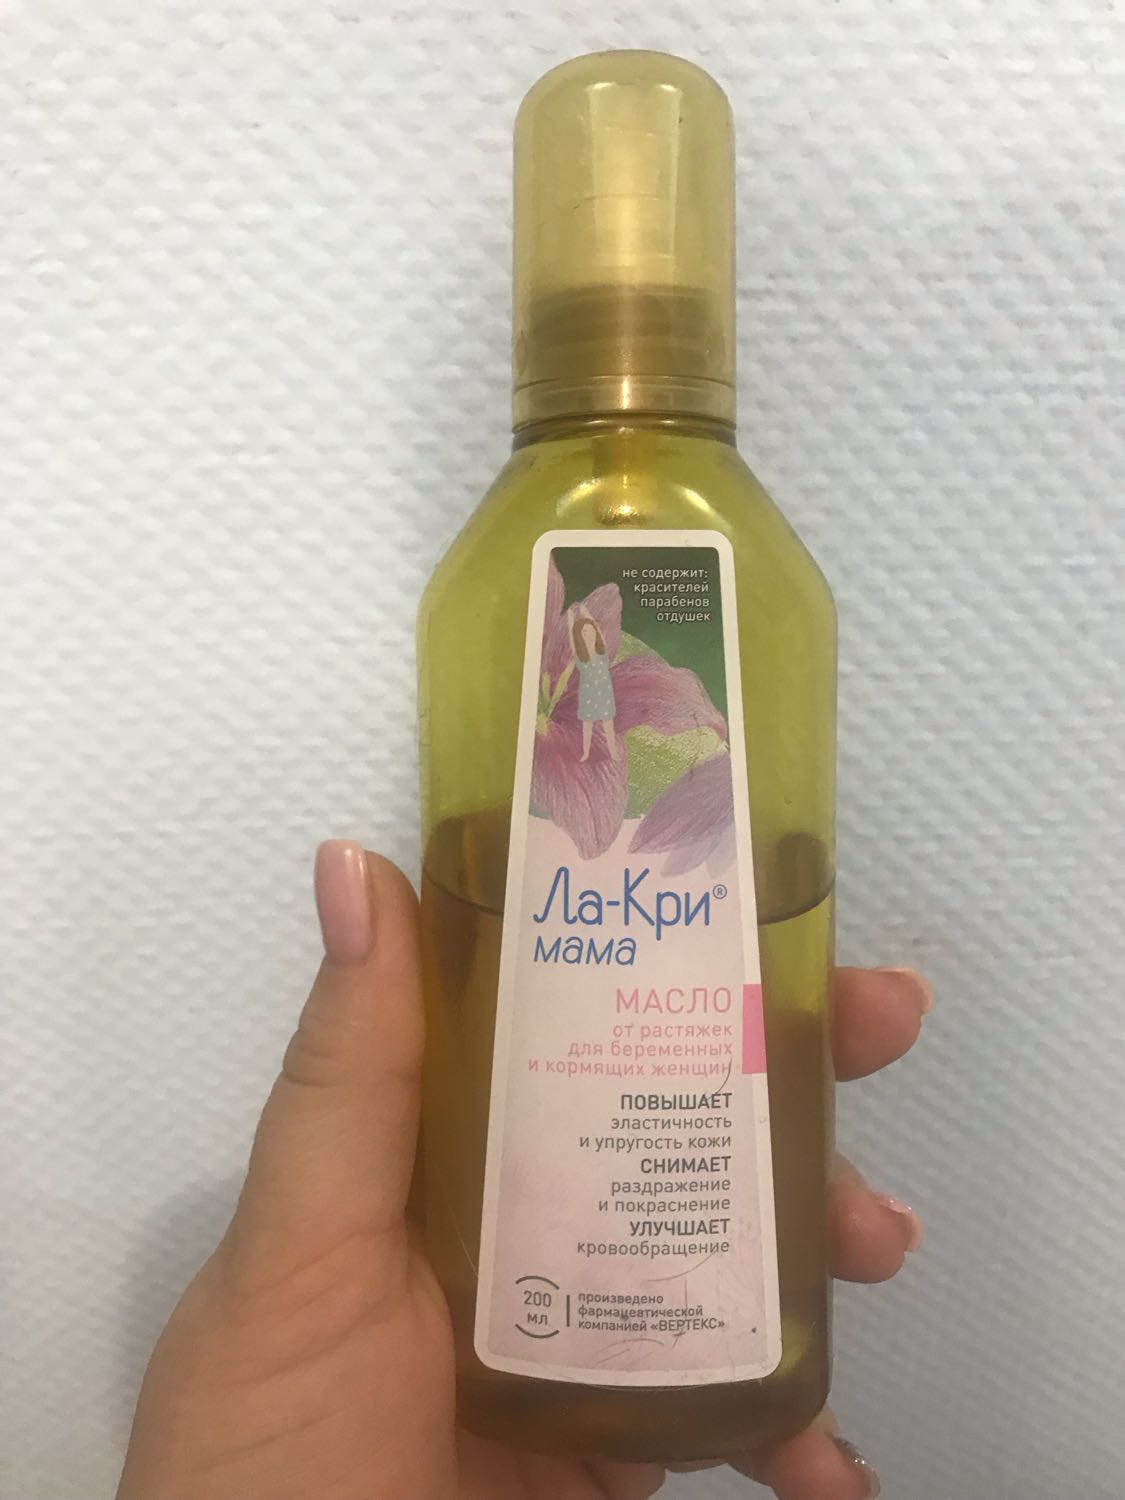 не содержит:
красителей
парабенов
отдушек
Ла-Кри®
мама
МАСЛО
от растяжек
для беременных
и кормящих женщин
ПОВЫШАЕТ
эластичность
и упругость кожи
СНИМАЕТ
раздражение
и покраснение
УЛУЧШАЕТ
кровообращение
200
мл
произведено
фармацевтической
компанией «ВЕРТЕКС»